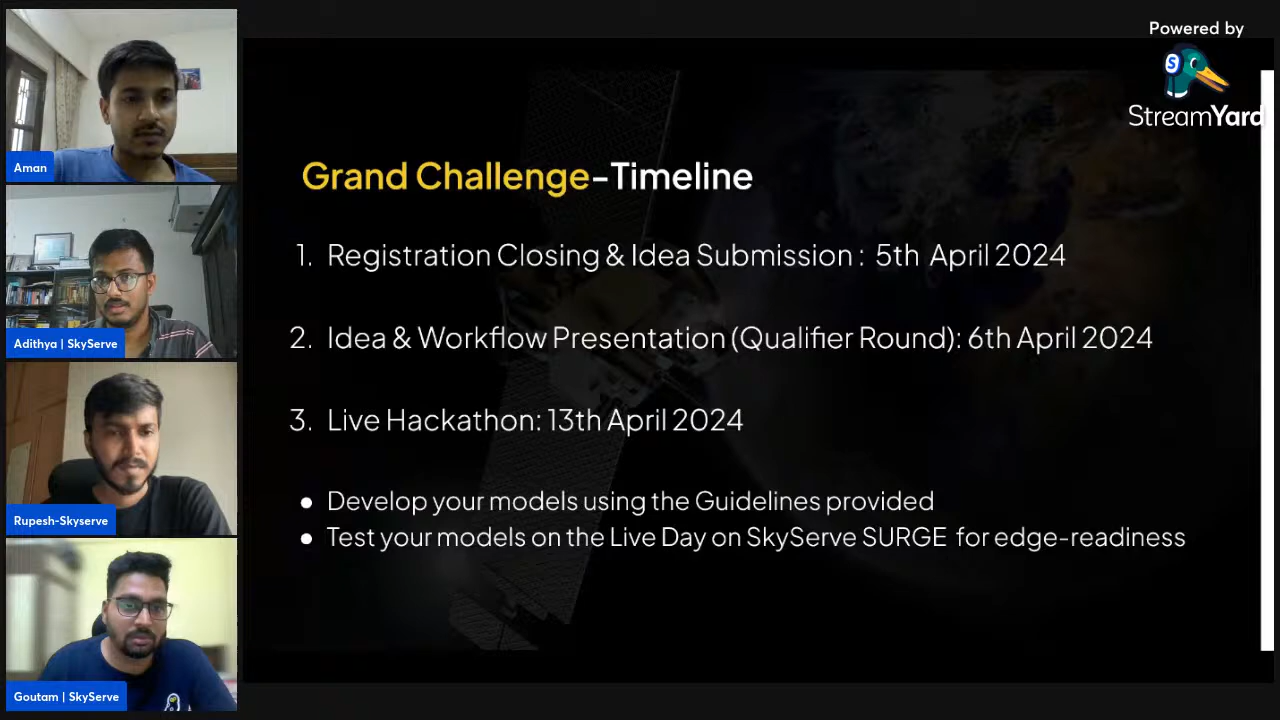 Powered by
S
StreamYard
Aman
Adithya | SkyServe
Rupesh-Skyserve
Goutam | SkyServe
Grand Challenge-Timeline
1. Registration Closing & Idea Submission : 5th April 2024
2. Idea & Workflow Presentation (Qualifier Round): 6th April 2024
3. Live Hackathon: 13th April 2024
● Develop your models using the Guidelines provided
● Test your models on the Live Day on SkyServe SURGE for edge-readiness